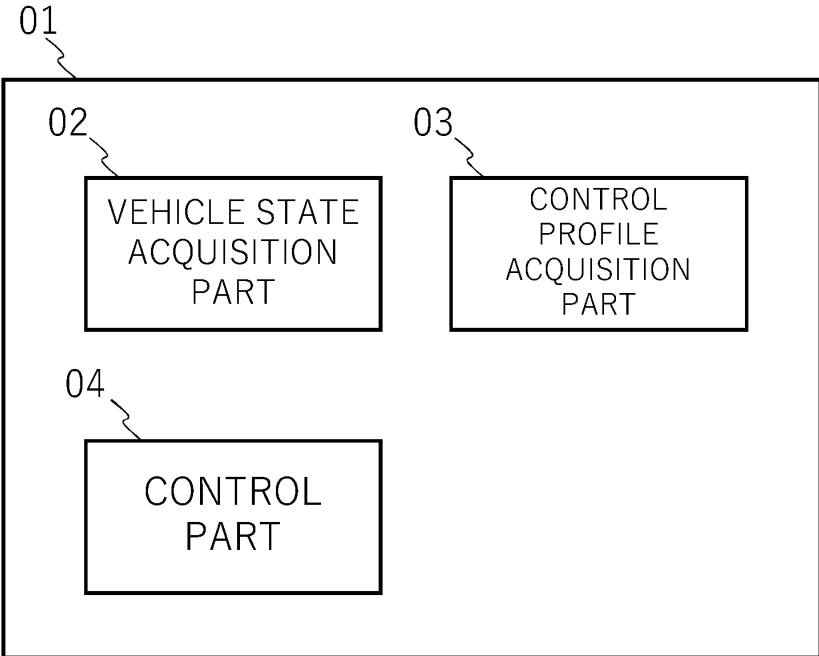 01
02
VEHICLE STATE
ACQUISITION
PART
03
CONTROL
PROFILE
ACQUISITION
PART
04
CONTROL
PART